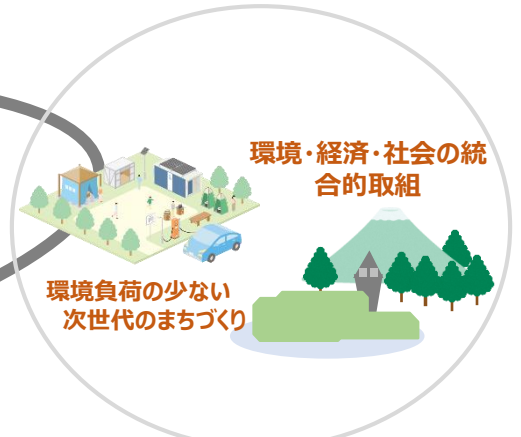 環境・経済・社会の統
合的取組
環境負荷の少ない
次世代のまちづくり